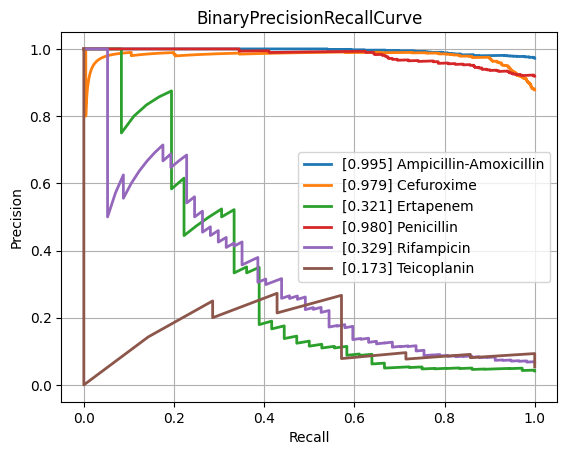 BinaryPrecisionRecallCurve
Precision
1.0
0.8
0.6
0.4
0.2
0.0
[0.995] Ampicillin-Amoxicillin
[0.979] Cefuroxime
[0.321] Ertapenem
[0.980] Penicillin
[0.329] Rifampicin
[0.173] Teicoplanin
0.0 0.2 0.4 0.6 0.8 1.0
Recall